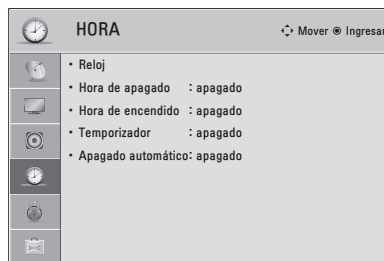 HORA
Mover Ingresar
• Reloj
• Hora de apagado : apagado
• Hora de encendido : apagado
• Temporizador : apagado
• Apagado automático: apagado